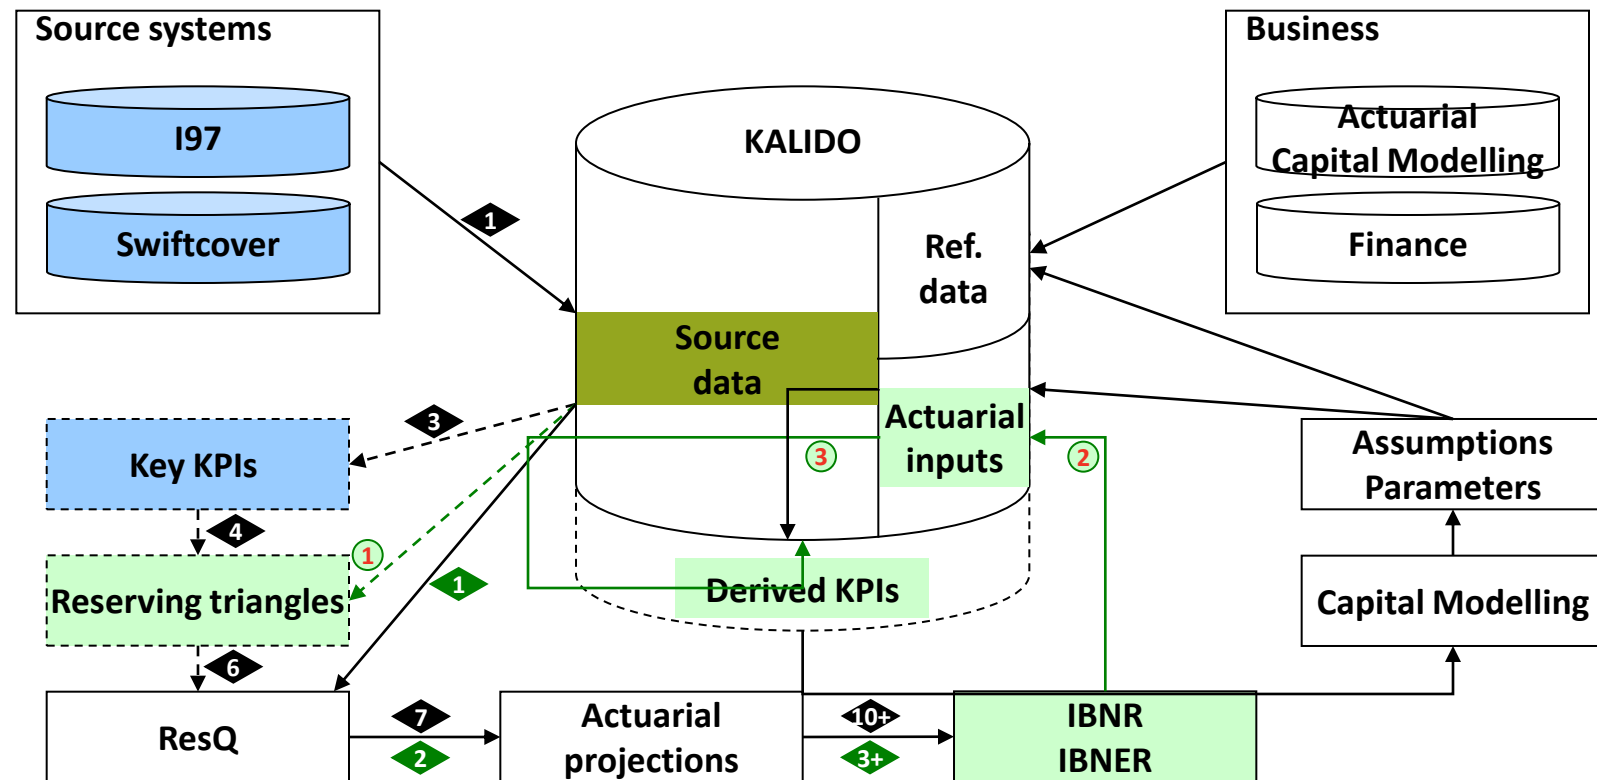 Source systems
I97
Swiftcover
1
KALIDO
Ref.
data
Source
data
Business
Actuarial
Capital Modelling
Finance
3
Key KPIs
4
1
Reserving triangles
1
6
3
Actuarial
inputs
2
Derived KPIs
Assumptions
Parameters
Capital Modelling
ResQ
7
2
Actuarial
projections
10+
3+
IBNR
IBNER